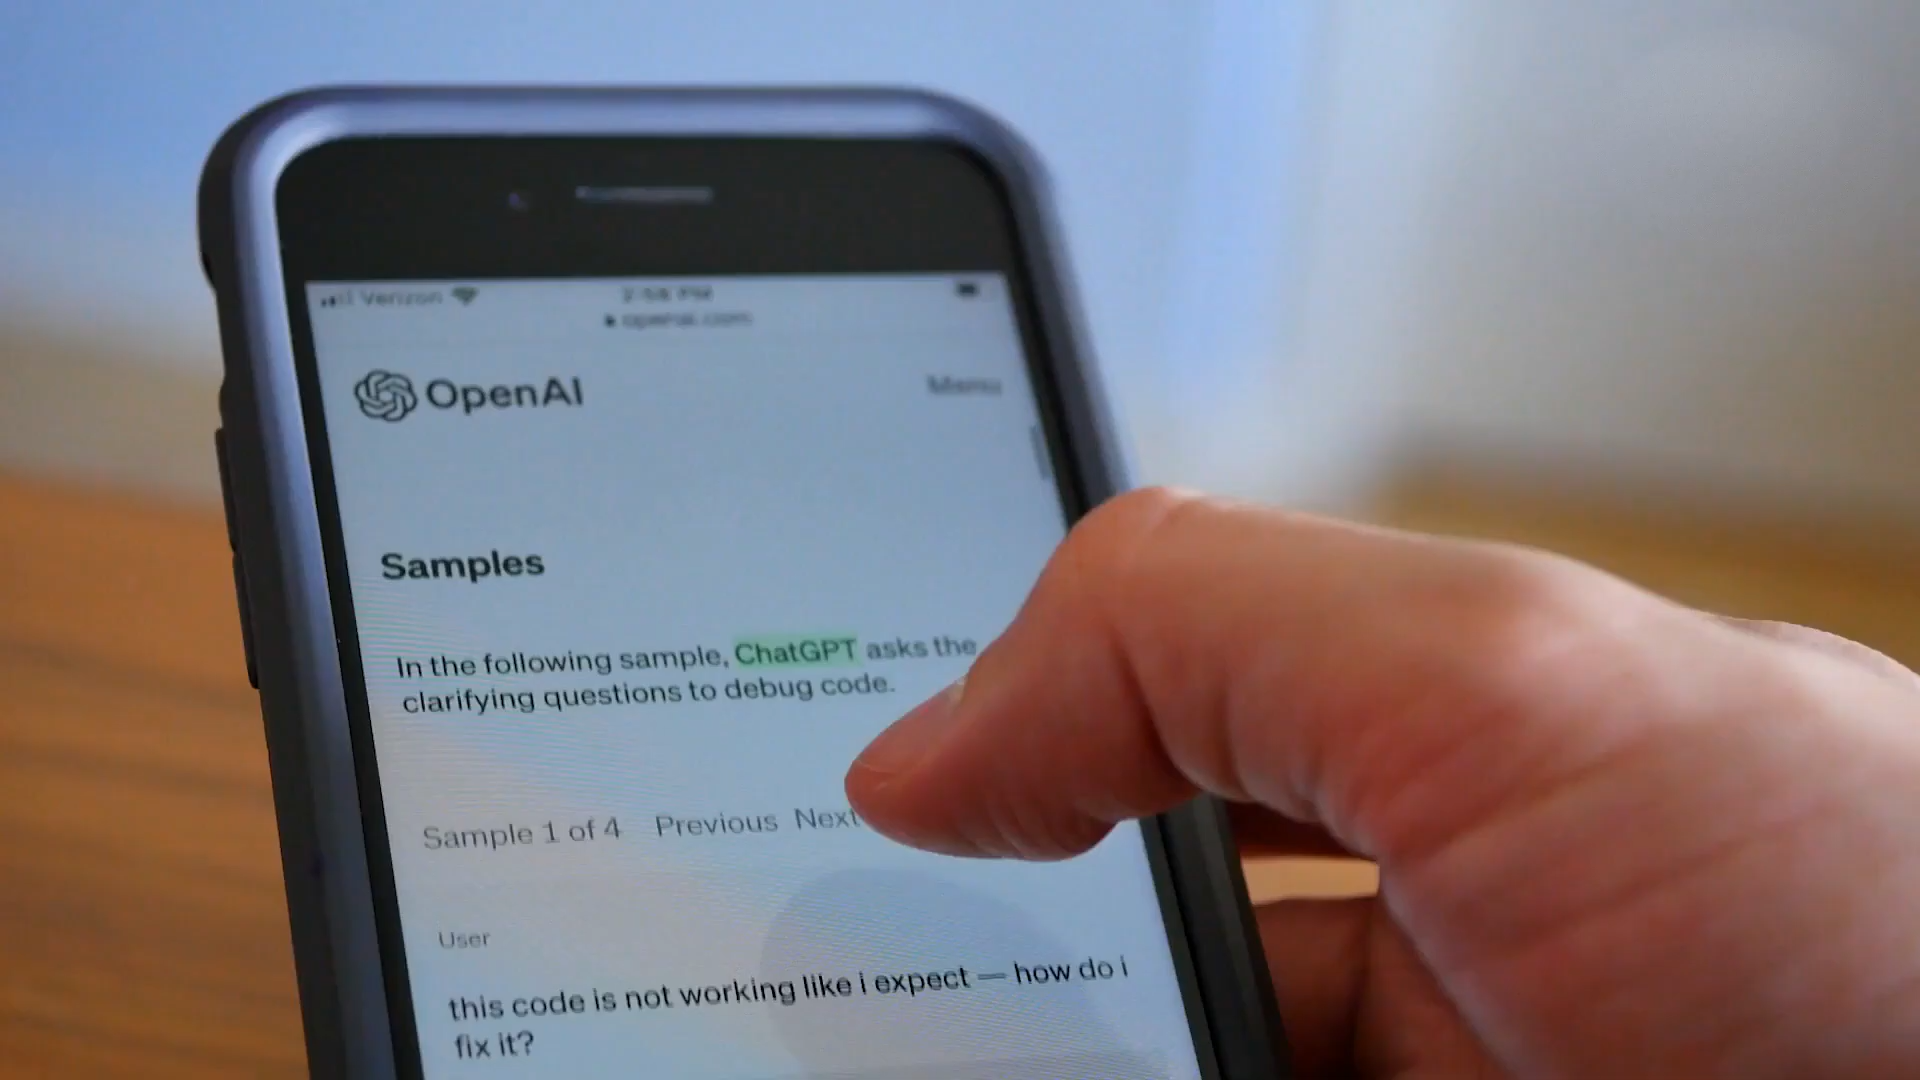 Verizon
2:58 PM
openai.com
OpenAI
Menu
Samples
In the following sample, ChatGPT asks the
clarifying questions to debug code.
Sample 1 of 4 Previous Next
User
this code is not working like i expect — how do i
fix it?